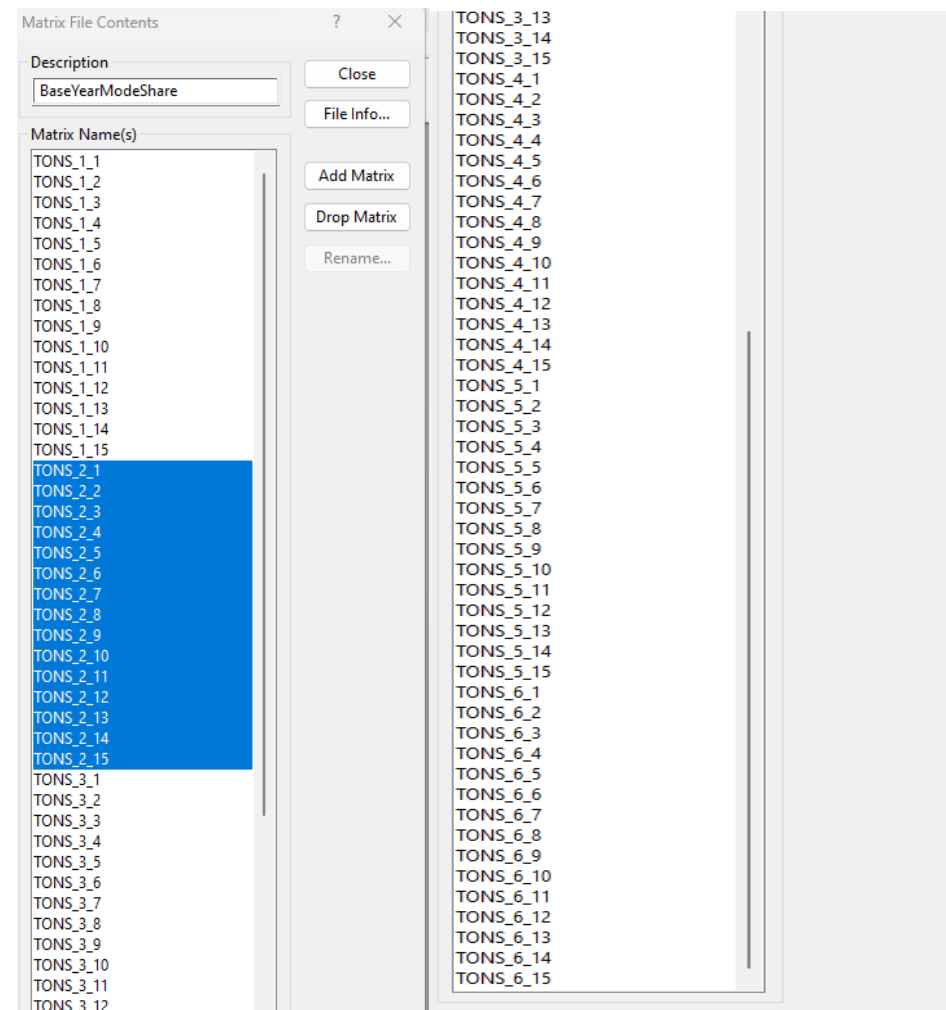 Matrix File Contents
?
×
Description
BaseYearModeShare
Close
File Info...
Matrix Name(s)
Add Matrix
Drop Matrix
Rename...
TONS_1_1
TONS_1_2
TONS_1_3
TONS_1_4
TONS_1_5
TONS_1_6
TONS_1_7
TONS_1_8
TONS_1_9
TONS_1_10
TONS_1_11
TONS_1_12
TONS_1_13
TONS_1_14
TONS_1_15
TONS_2_1
TONS_2_2
TONS_2_3
TONS_2_4
TONS_2_5
TONS_2_6
TONS_2_7
TONS_2_8
TONS_2_9
TONS_2_10
TONS_2_11
TONS_2_12
TONS_2_13
TONS_2_14
TONS_2_15
TONS_3_1
TONS_3_2
TONS_3_3
TONS_3_4
TONS_3_5
TONS_3_6
TONS_3_7
TONS_3_8
TONS_3_9
TONS_3_10
TONS_3_11
TONS_3_12
TONS_3_13
TONS_3_14
TONS_3_15
TONS_4_1
TONS_4_2
TONS_4_3
TONS_4_4
TONS_4_5
TONS_4_6
TONS_4_7
TONS_4_8
TONS_4_9
TONS_4_10
TONS_4_11
TONS_4_12
TONS_4_13
TONS_4_14
TONS_4_15
TONS_5_1
TONS_5_2
TONS_5_3
TONS_5_4
TONS_5_5
TONS_5_6
TONS_5_7
TONS_5_8
TONS_5_9
TONS_5_10
TONS_5_11
TONS_5_12
TONS_5_13
TONS_5_14
TONS_5_15
TONS_6_1
TONS_6_2
TONS_6_3
TONS_6_4
TONS_6_5
TONS_6_6
TONS_6_7
TONS_6_8
TONS_6_9
TONS_6_10
TONS_6_11
TONS_6_12
TONS_6_13
TONS_6_14
TONS_6_15